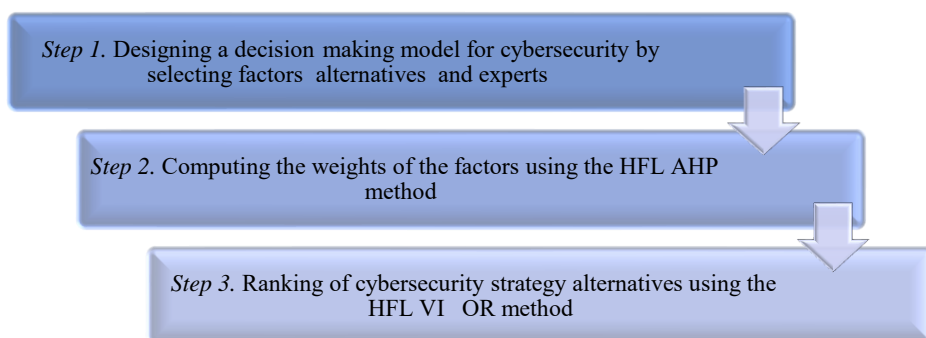 Step 1. Designing a decision making model for cybersecurity by
selecting factors alternatives and experts
Step 2. Computing the weights of the factors using the HFL AHP
method
Step 3. Ranking of cybersecurity strategy alternatives using the
HFL VI OR method